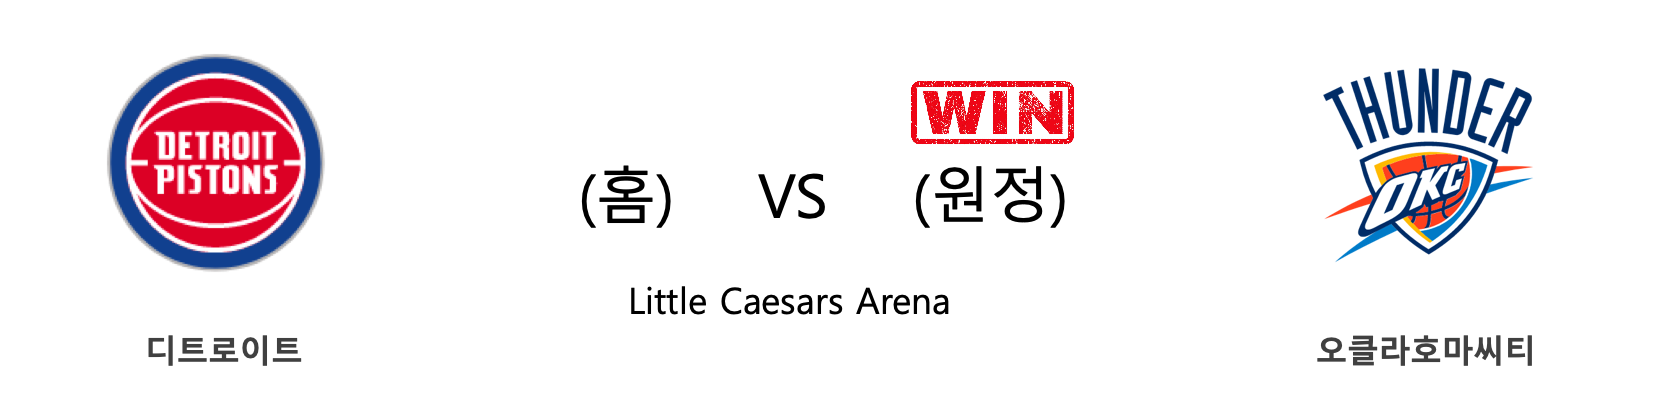 DETROIT
PISTONS
WIN
(홈) VS (원정)
THUNDER
OKC
Little Caesars Arena
디트로이트
오클라호마씨티